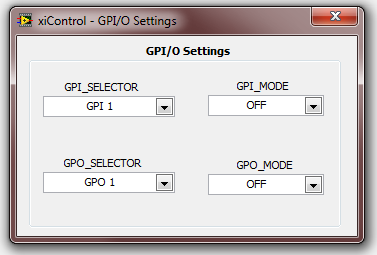 xiControl - GPI/O Settings
GPI/O Settings
GPI_SELECTOR GPI_MODE
GPI 1 OFF
GPO_SELECTOR GPO_MODE
GPO 1 OFF